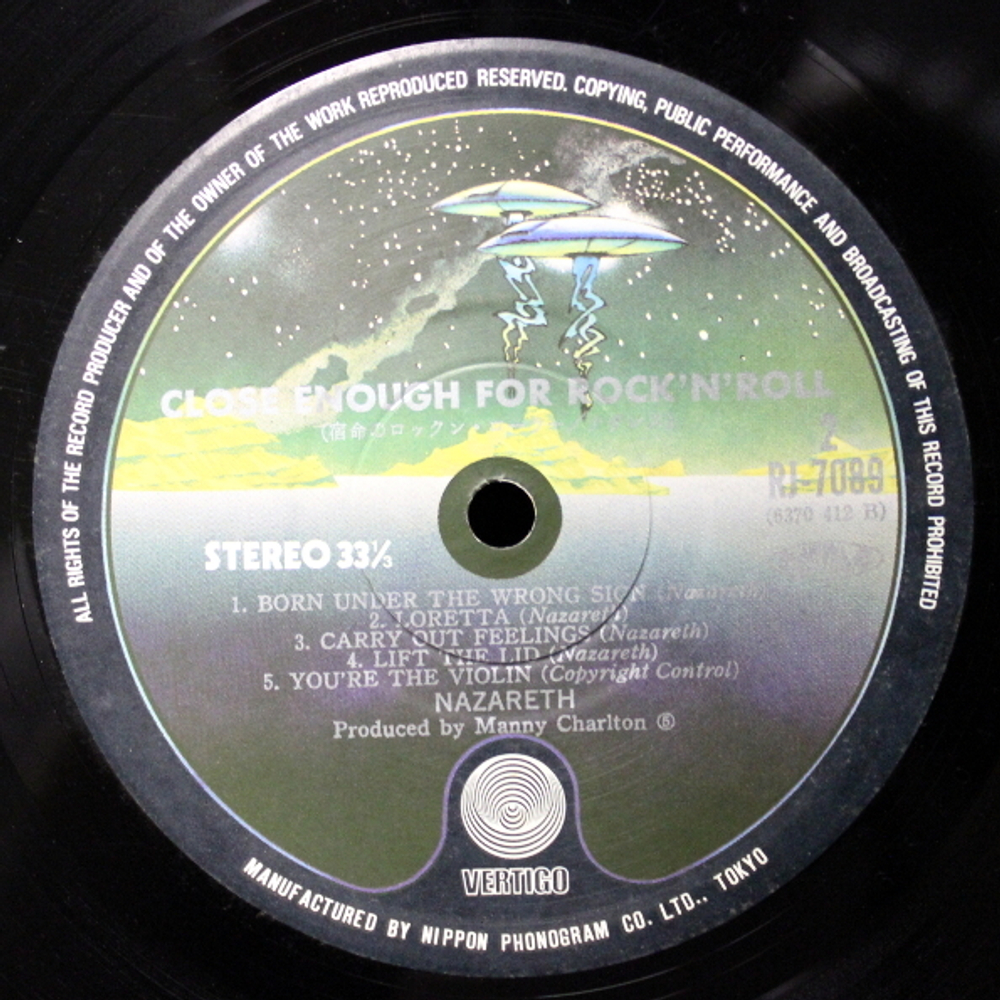 ALL RIGHTS OF THE RECORD PRODUCER AND OF THE OWNER OF THE WORK REPRODUCED RESERVED. COPYING, PUBLIC PERFORMANCE AND BROADCASTING OF THIS RECORD PROHIBITED
CLOSE ENOUGH FOR ROCK'N'ROLL
(宿命のロックン・
2
RJ-7089
(6370 412 B)
STEREO 33⅓
1. BORN UNDER THE WRONG SIGN (Nazareth)
2. LORETTA (Nazareth)
3. CARRY OUT FEELINGS (Nazareth)
4. LIFT THE LID (Nazareth)
5. YOU'RE THE VIOLIN (Copyright Control)
NAZARETH
Produced by Manny Charlton
VERTIGO
MANUFACTURED BY NIPPON PHONOGRAM CO. LTD., TOKYO